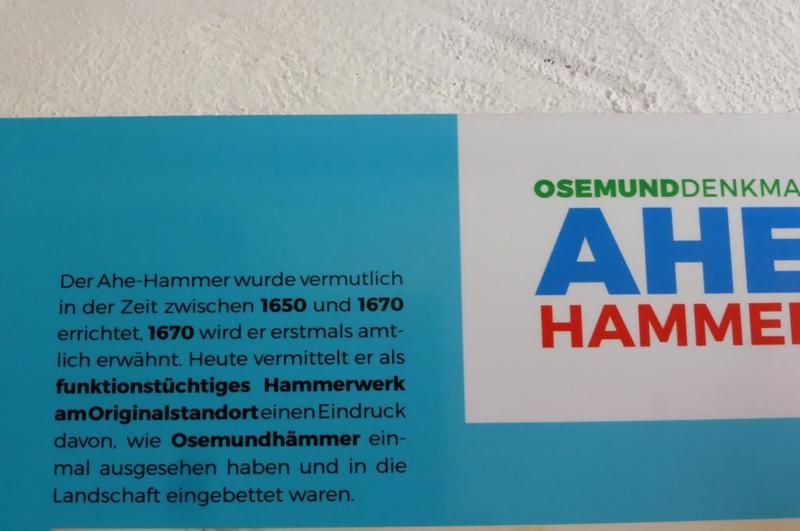 Der Ahe-Hammer wurde vermutlich
in der Zeit zwischen 1650 und 1670
errichtet, 1670 wird er erstmals amt-
lich erwähnt. Heute vermittelt er als
funktionstüchtiges Hammerwerk
am Originalstandort einen Eindruck
davon, wie Osemundhämmer ein-
mal ausgesehen haben und in die
Landschaft eingebettet waren.
OSEMUNDDENKMA
AHE
HAMMER